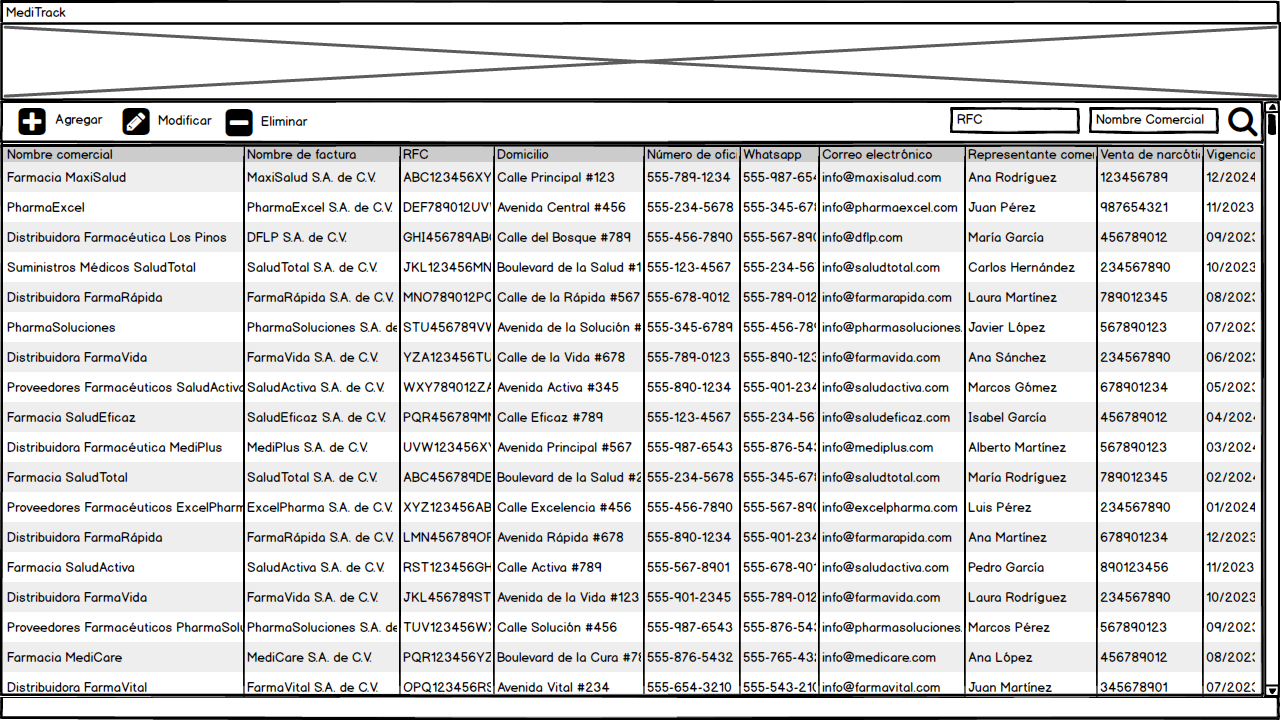 MediTrack
Agregar Modificar Eliminar RFC Nombre Comercial
Nombre comercial Nombre de factura RFC Domicilio Número de ofici Whatsapp Correo electrónico Representante comer Venta de narcóti Vigencia
Farmacia MaxiSalud MaxiSalud S.A. de C.V. ABC123456XY Calle Principal #123 555-789-1234 555-987-654 info@maxisalud.com Ana Rodríguez 123456789 12/2024
PharmaExcel PharmaExcel S.A. de C.V. DEF789012UV Avenida Central #456 555-234-5678 555-345-678 info@pharmaexcel.com Juan Pérez 987654321 11/2023
Distribuidora Farmacéutica Los Pinos DFLP S.A. de C.V. GHI456789AB Calle del Bosque #789 555-456-7890 555-567-890 info@dflp.com María García 456789012 09/2023
Suministros Médicos SaludTotal SaludTotal S.A. de C.V. JKL123456MN Boulevard de la Salud #1 555-123-4567 555-234-56 info@saludtotal.com Carlos Hernández 234567890 10/2023
Distribuidora FarmaRápida FarmaRápida S.A. de C.V. MNO789012PQ Calle de la Rápida #567 555-678-9012 555-789-012 info@farmarapida.com Laura Martínez 789012345 08/2023
PharmaSoluciones PharmaSoluciones S.A. de STU456789VW Avenida de la Solución # 555-345-6789 555-456-789 info@pharmasoluciones. Javier López 567890123 07/2023
Distribuidora FarmaVida FarmaVida S.A. de C.V. YZA123456TU Calle de la Vida #678 555-789-0123 555-890-123 info@farmavida.com Ana Sánchez 234567890 06/2023
Proveedores Farmacéuticos SaludActiva SaludActiva S.A. de C.V. WXY789012ZA Avenida Activa #345 555-890-1234 555-901-234 info@saludactiva.com Marcos Gómez 678901234 05/2023
Farmacia SaludEficaz SaludEficaz S.A. de C.V. PQR456789MN Calle Eficaz #789 555-123-4567 555-234-56 info@saludeficaz.com Isabel García 456789012 04/2024
Distribuidora Farmacéutica MediPlus MediPlus S.A. de C.V. UVW123456XY Avenida Principal #567 555-987-6543 555-876-543 info@mediplus.com Alberto Martínez 567890123 03/2024
Farmacia SaludTotal SaludTotal S.A. de C.V. ABC456789DE Boulevard de la Salud #2 555-234-5678 555-345-678 info@saludtotal.com María Rodríguez 789012345 02/2024
Proveedores Farmacéuticos ExcelPharm ExcelPharma S.A. de C.V. XYZ123456AB Calle Excelencia #456 555-456-7890 555-567-890 info@excelpharma.com Luis Pérez 234567890 01/2024
Distribuidora FarmaRápida FarmaRápida S.A. de C.V. LMN456789OP Avenida Rápida #678 555-890-1234 555-901-234 info@farmarapida.com Ana Martínez 678901234 12/2023
Farmacia SaludActiva SaludActiva S.A. de C.V. RST123456GH Calle Activa #789 555-567-8901 555-678-901 info@saludactiva.com Pedro García 890123456 11/2023
Distribuidora FarmaVida FarmaVida S.A. de C.V. JKL456789ST Avenida de la Vida #123 555-901-2345 555-789-012 info@farmavida.com Laura Rodríguez 234567890 10/2023
Proveedores Farmacéuticos PharmaSolu PharmaSoluciones S.A. de TUV123456WX Calle Solución #456 555-987-6543 555-876-543 info@pharmasoluciones. Marcos Pérez 567890123 09/2023
Farmacia MediCare MediCare S.A. de C.V. PQR123456YZ Boulevard de la Cura #78 555-876-5432 555-765-432 info@medicare.com Ana López 456789012 08/2023
Distribuidora FarmaVital FarmaVital S.A. de C.V. OPQ123456RS Avenida Vital #234 555-654-3210 555-543-210 info@farmavital.com Juan Martínez 345678901 07/2023